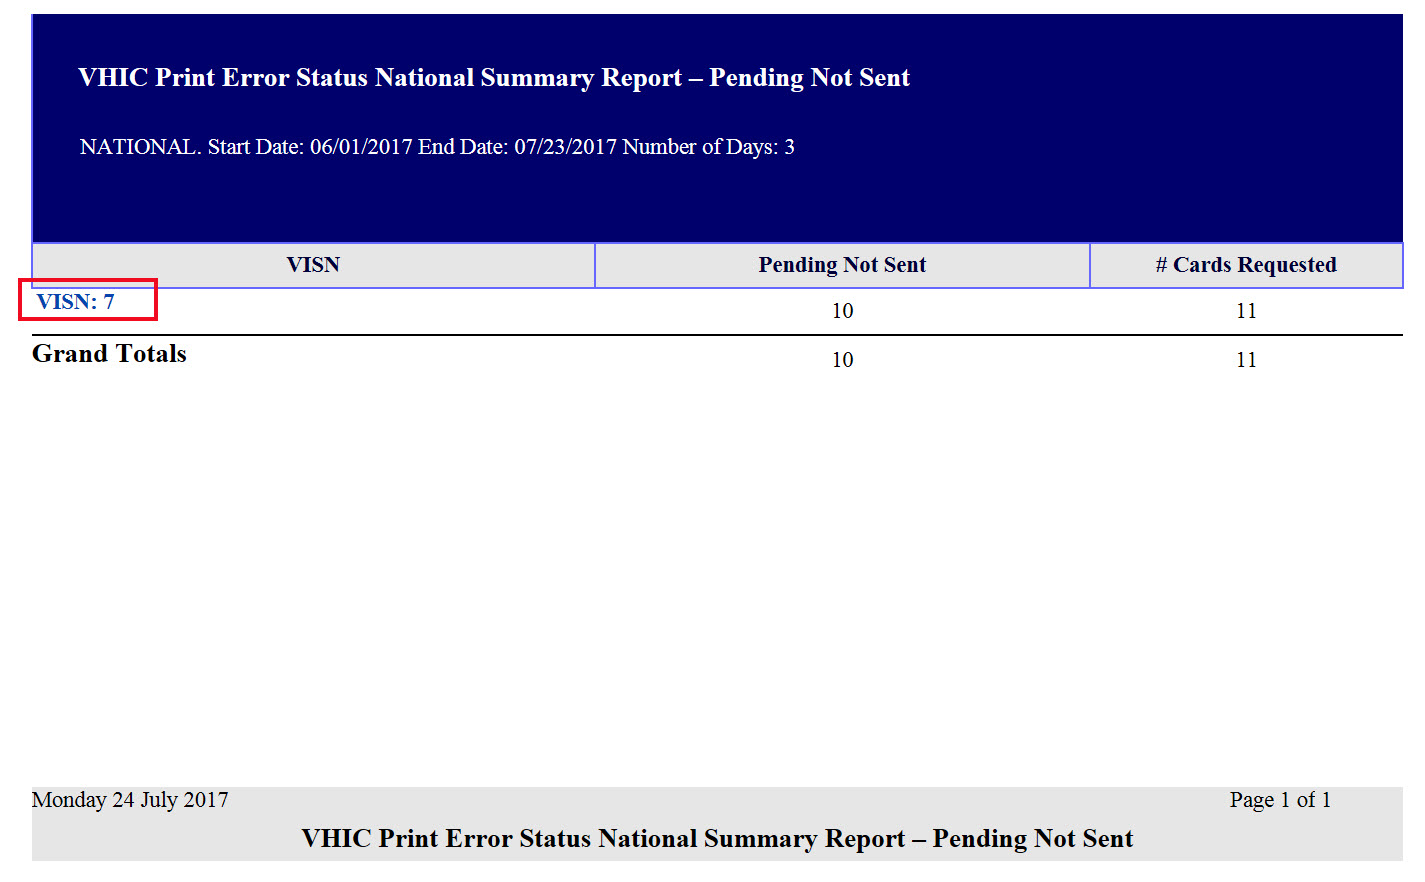 VHIC Print Error Status National Summary Report – Pending Not Sent
NATIONAL. Start Date: 06/01/2017 End Date: 07/23/2017 Number of Days: 3
VISN Pending Not Sent # Cards Requested
VISN: 7 10 11
Grand Totals 10 11
Monday 24 July 2017 Page 1 of 1
VHIC Print Error Status National Summary Report – Pending Not Sent